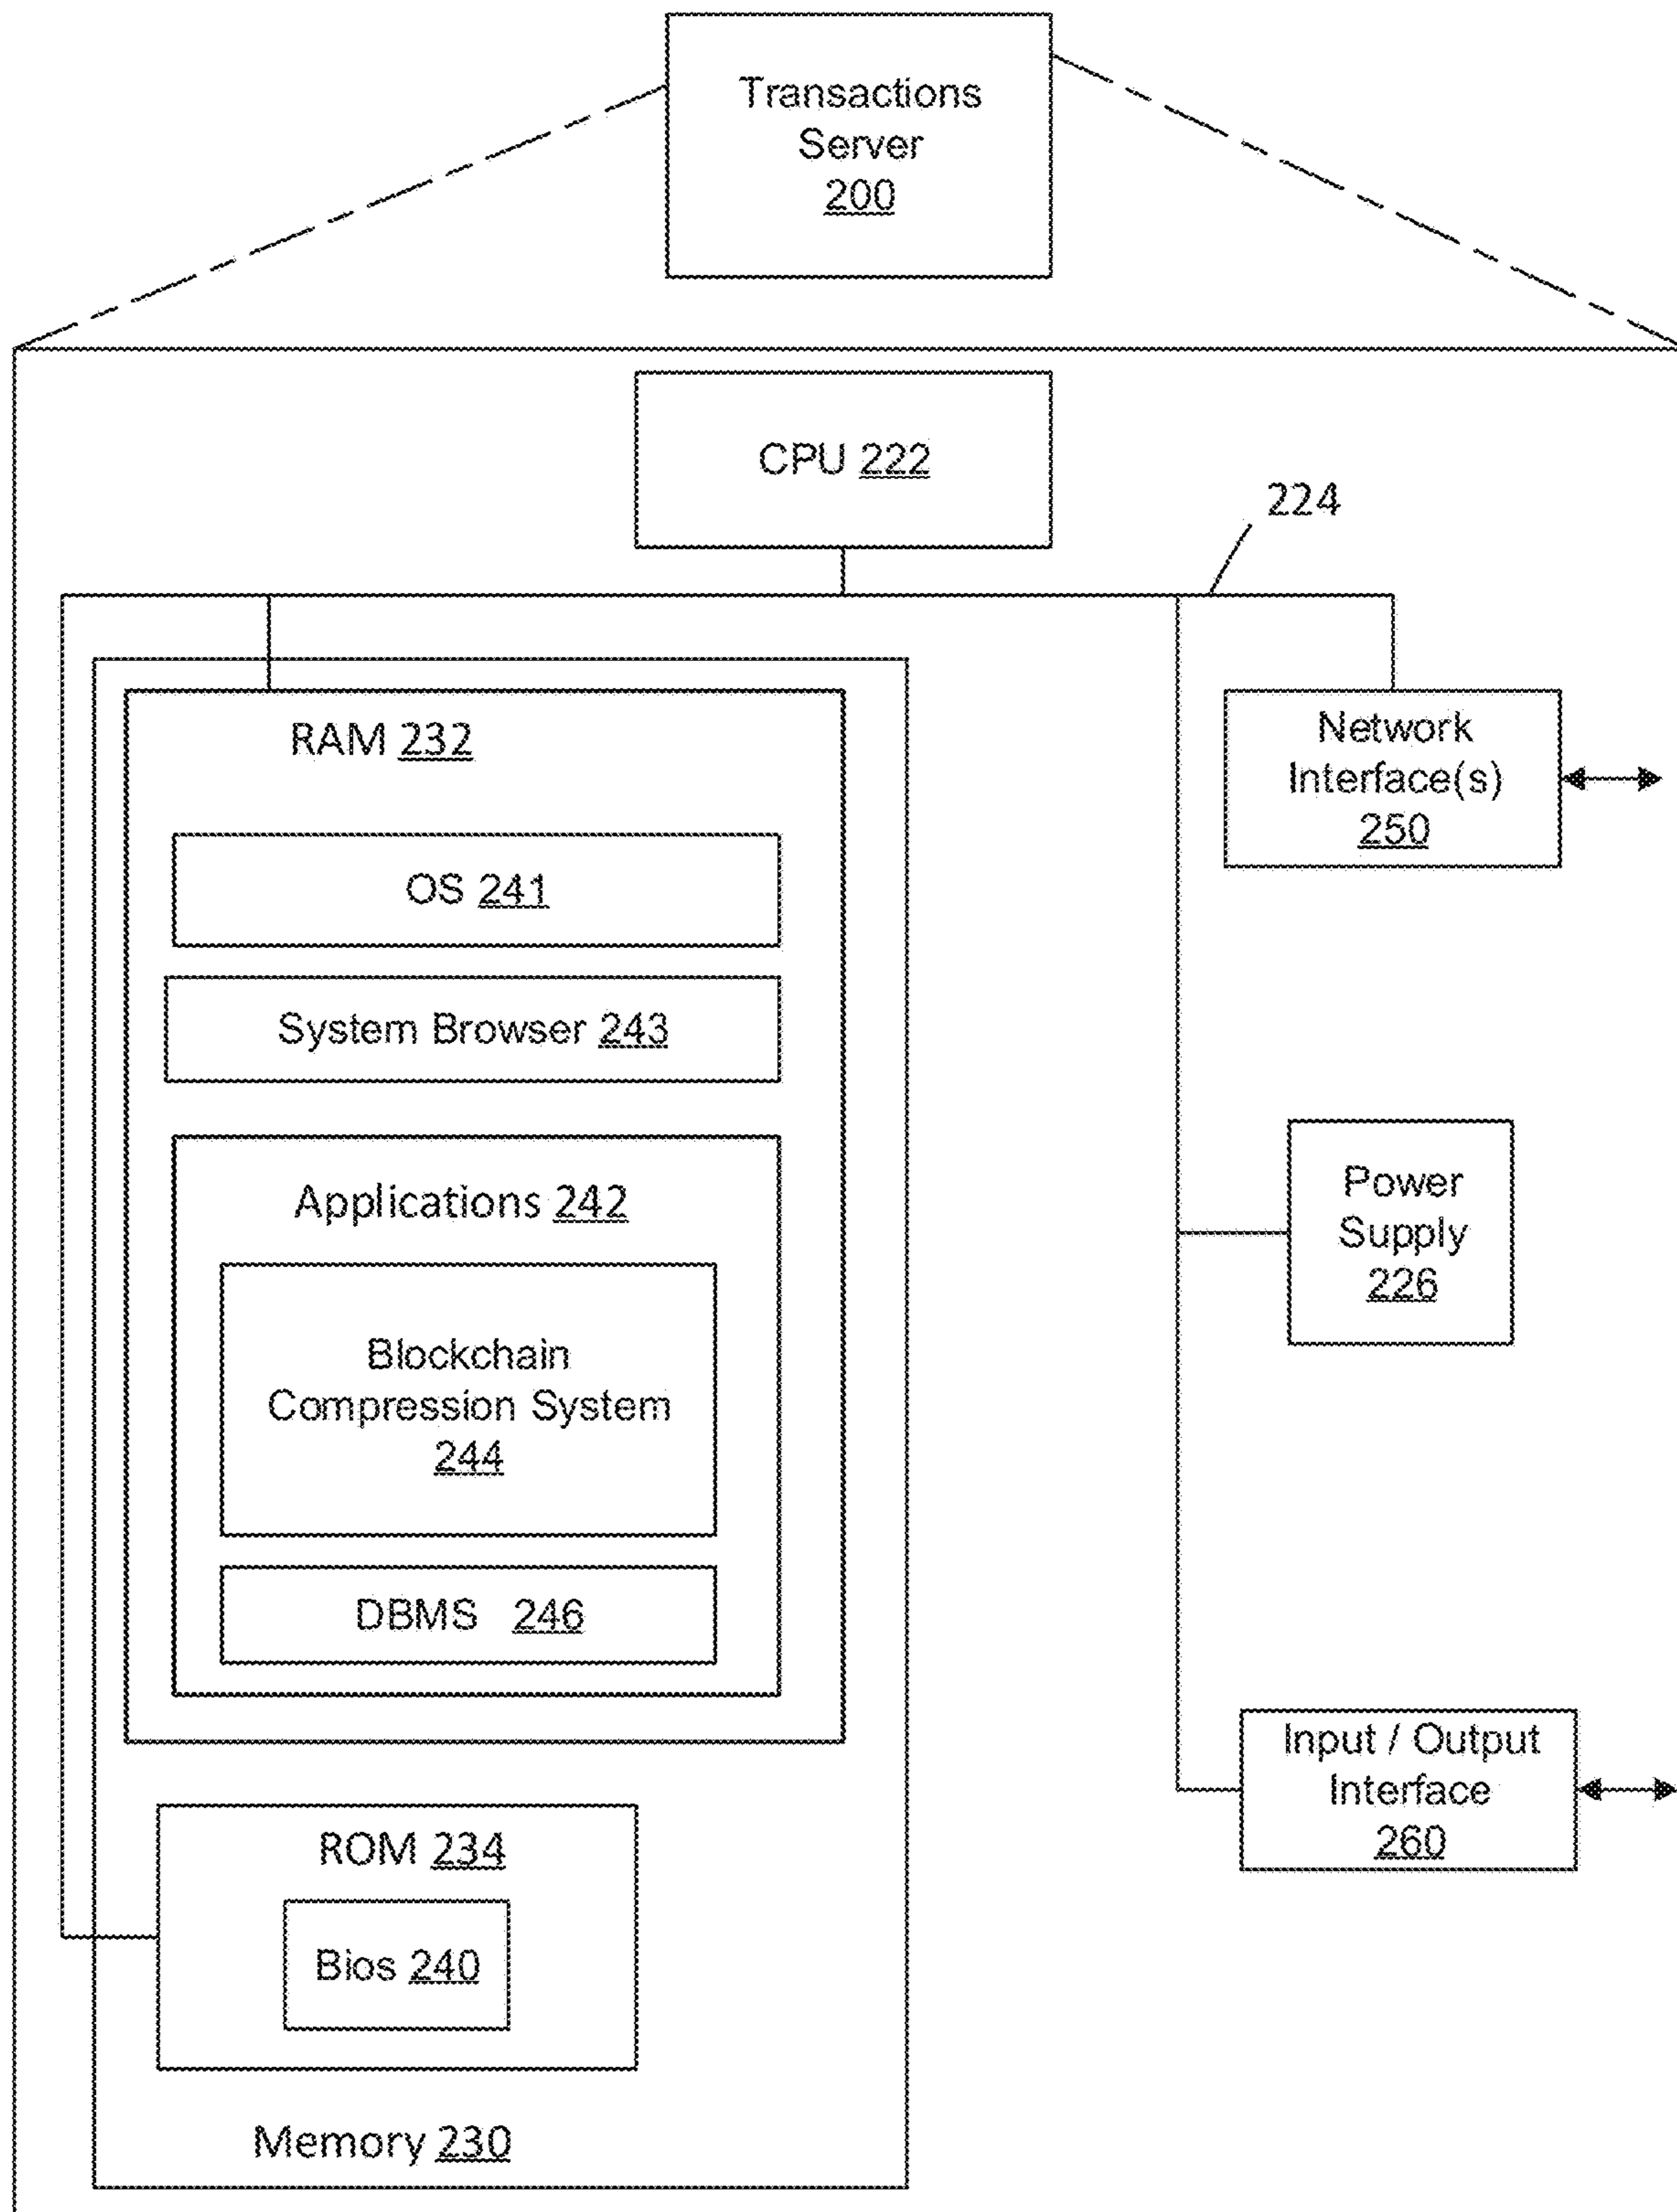 Transactions
Server
200
CPU 222
224
RAM 232
Network
Interface(s)
250
OS 241
System Browser 243
Applications 242
Power
Supply
226
Blockchain
Compression System
244
DBMS 246
Input / Output
Interface
260
ROM 234
Bios 240
Memory 230